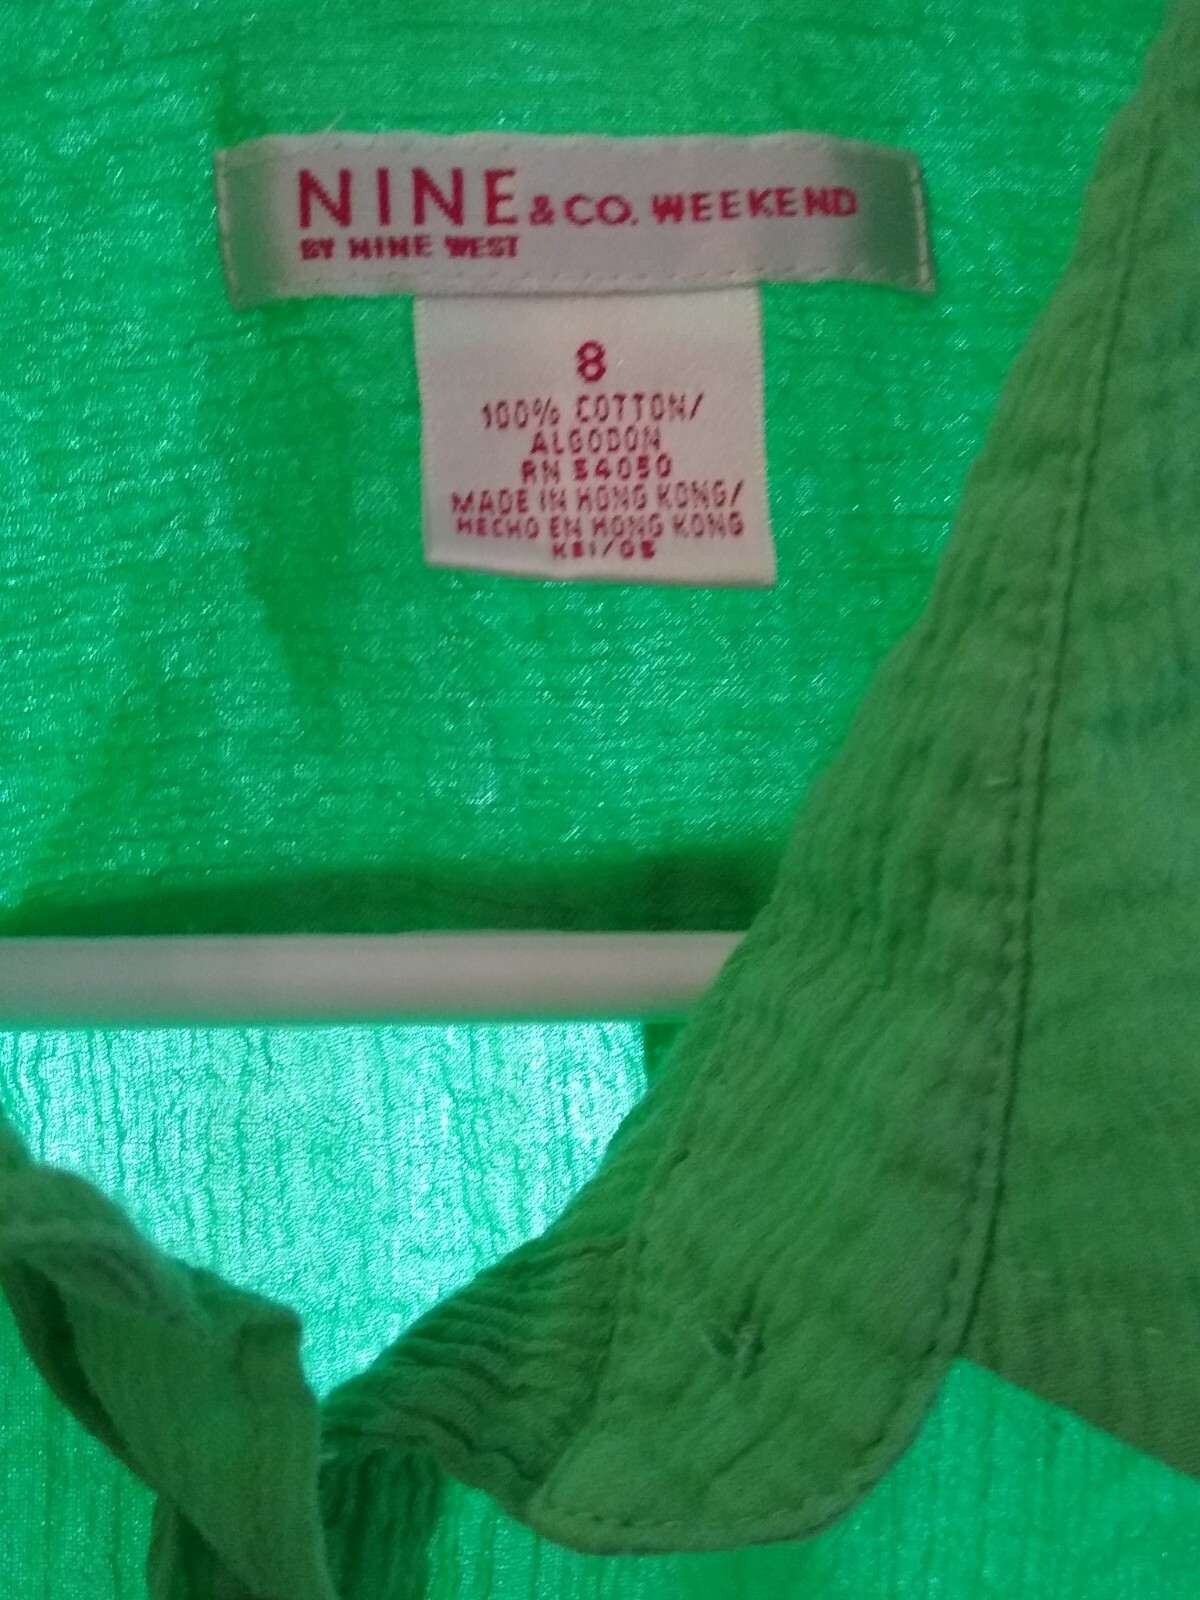 NINE & CO. WEEKEND
BY NINE WEST
8
100% COTTON/
ALGODON
RN 54050
MADE IN HONG KONG/
HECHO EN HONG KONG